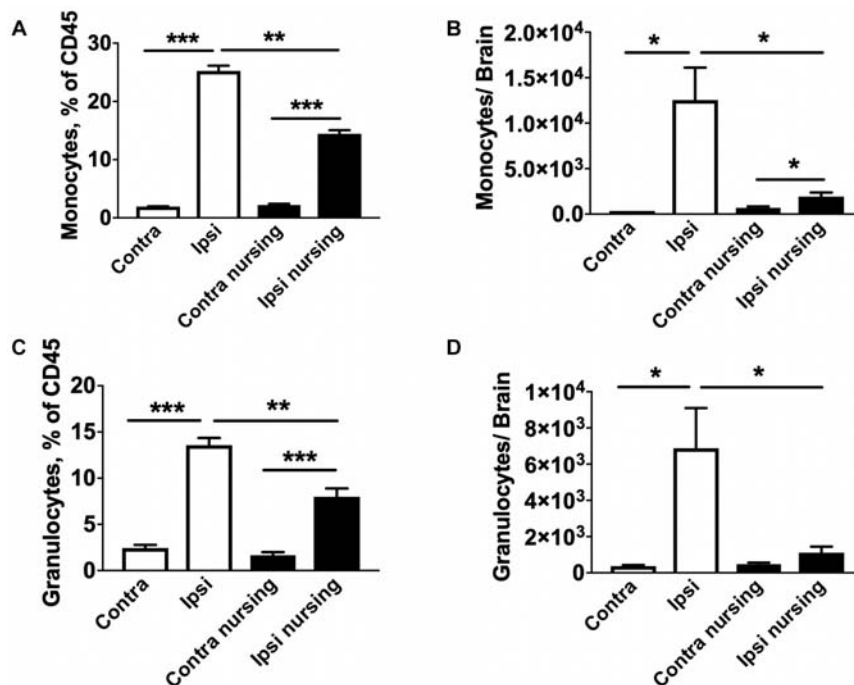 A
Monocytes, % of CD45
30
20
10
0
***
**
***
Contra
Ipsi
Contra nursing
Ipsi nursing
B
Monocytes/ Brain
2.0×10⁴
1.5×10⁴
1.0×10⁴
5.0×10³
0.0
*
*
*
Contra
Ipsi
Contra nursing
Ipsi nursing
C
Granulocytes, % of CD45
20
15
10
5
0
***
**
***
Contra
Ipsi
Contra nursing
Ipsi nursing
D
Granulocytes/ Brain
1×10⁴
8×10³
6×10³
4×10³
2×10³
0
*
*
Contra
Ipsi
Contra nursing
Ipsi nursing